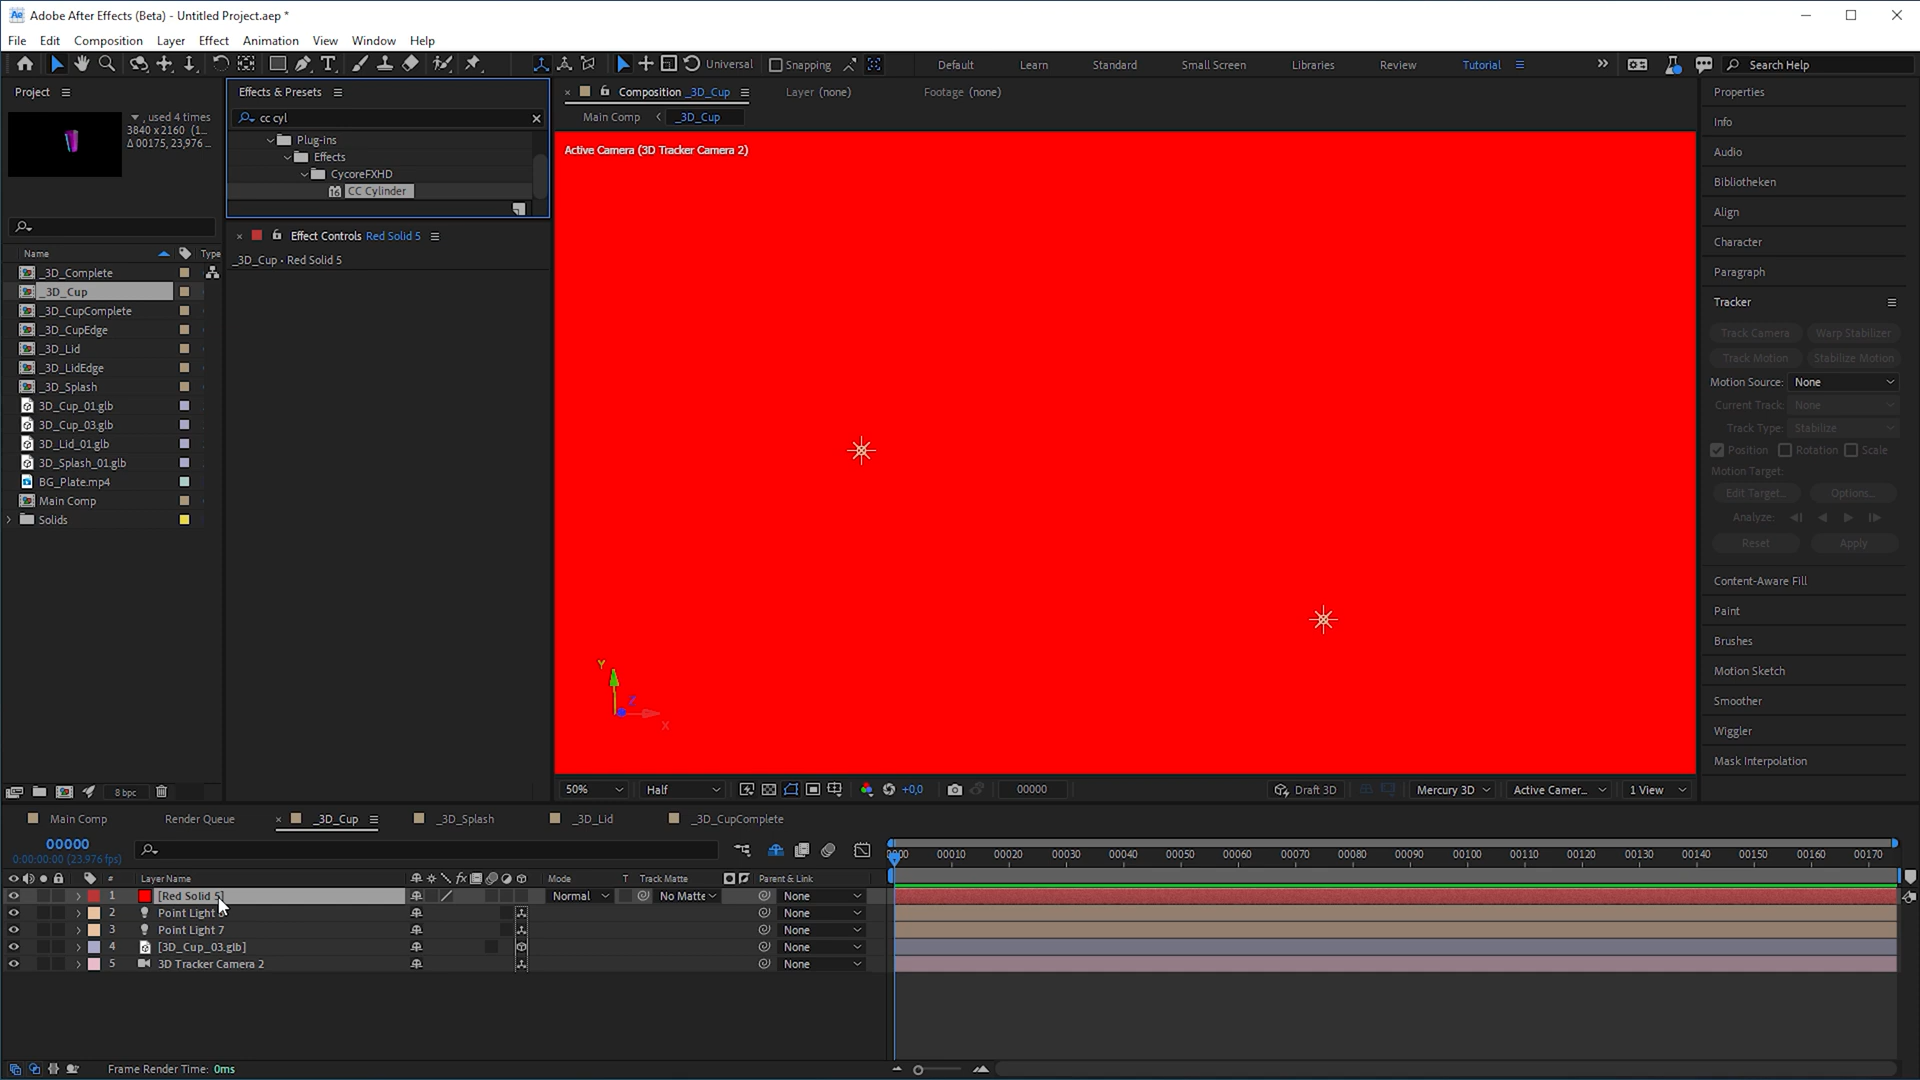 Adobe After Effects (Beta) - Untitled Project.aep *
File Edit Composition Layer Effect Animation View Window Help
Universal Snapping Default Learn Standard Small Screen Libraries Review Tutorial Search Help
Project
, used 4 times
3840 x 2160 (1...
Δ 00175, 23,976 ...
Name Type
_3D_Complete
_3D_Cup
_3D_CupComplete
_3D_CupEdge
_3D_Lid
_3D_LidEdge
_3D_Splash
3D_Cup_01.glb
3D_Cup_03.glb
3D_Lid_01.glb
3D_Splash_01.glb
BG_Plate.mp4
Main Comp
Solids
8 bpc
Effects & Presets
cc cyl
Plug-ins
Effects
CycoreFXHD
CC Cylinder
Effect Controls Red Solid 5
_3D_Cup • Red Solid 5
Composition _3D_Cup Layer (none) Footage (none)
Main Comp _3D_Cup
Active Camera (3D Tracker Camera 2)
Y
Z
X
50% Half +0,0 00000 Draft 3D Mercury 3D Active Camer... 1 View
Properties
Info
Audio
Bibliotheken
Align
Character
Paragraph
Tracker
Track Camera Warp Stabilizer
Track Motion Stabilize Motion
Motion Source: None
Current Track: None
Track Type: Stabilize
Position Rotation Scale
Motion Target:
Edit Target... Options...
Analyze:
Reset Apply
Content-Aware Fill
Paint
Brushes
Motion Sketch
Smoother
Wiggler
Mask Interpolation
Main Comp Render Queue _3D_Cup _3D_Splash _3D_Lid _3D_CupComplete
00000
0:00:00:00 (23.976 fps)
00010 00020 00030 00040 00050 00060 00070 00080 00090 00100 00110 00120 00130 00140 00150 00160 00170
# Layer Name Mode T Track Matte Parent & Link
1 [Red Solid 5] Normal No Matte None
2 Point Light None
3 Point Light 7 None
4 [3D_Cup_03.glb] None
5 3D Tracker Camera 2 None
Frame Render Time: 0ms